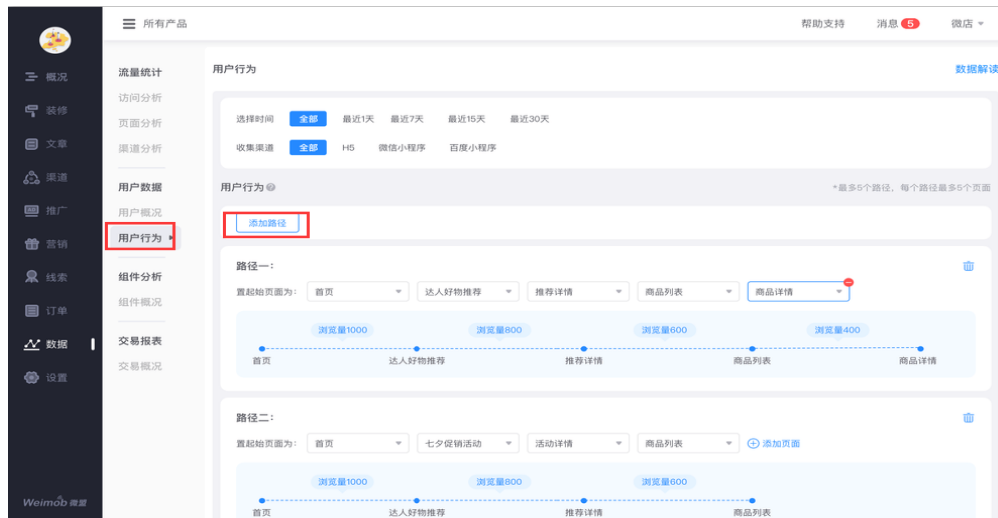 所有产品
帮助支持
消息 5
微店
概况
装修
文章
渠道
推广
营销
线索
订单
数据
设置
Weimob 微盟
流量统计
访问分析
页面分析
渠道分析
用户数据
用户概况
用户行为
组件分析
组件概况
交易报表
交易概况
用户行为
数据解读
选择时间 全部 最近1天 最近7天 最近15天 最近30天
收集渠道 全部 H5 微信小程序 百度小程序
用户行为
*最多5个路径,每个路径最多5个页面
添加路径
路径一:
置起始页面为: 首页 达人好物推荐 推荐详情 商品列表 商品详情
浏览量1000 浏览量800 浏览量600 浏览量400
首页 达人好物推荐 推荐详情 商品列表 商品详情
路径二:
置起始页面为: 首页 七夕促销活动 活动详情 商品列表 添加页面
浏览量1000 浏览量800 浏览量600
首页 达人好物推荐 推荐详情 商品列表